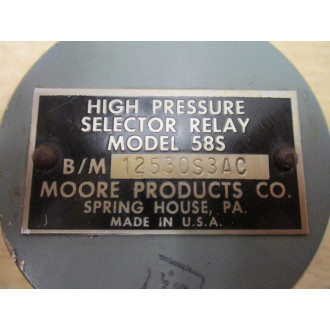 HIGH PRESSURE
SELECTOR RELAY
MODEL 58S
B/M 12530S3AC
MOORE PRODUCTS CO.
SPRING HOUSE, PA.
MADE IN U.S.A.